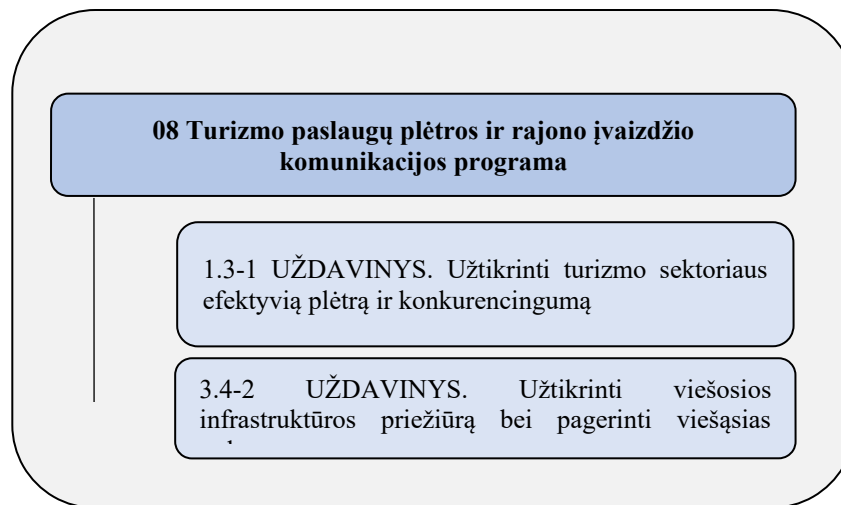 08 Turizmo paslaugų plėtros ir rajono įvaizdžio
komunikacijos programa
1.3-1 UŽDAVINYS. Užtikrinti turizmo sektoriaus
efektyvią plėtrą ir konkurencingumą
3.4-2 UŽDAVINYS. Užtikrinti viešosios
infrastruktūros priežiūrą bei pagerinti viešąsias